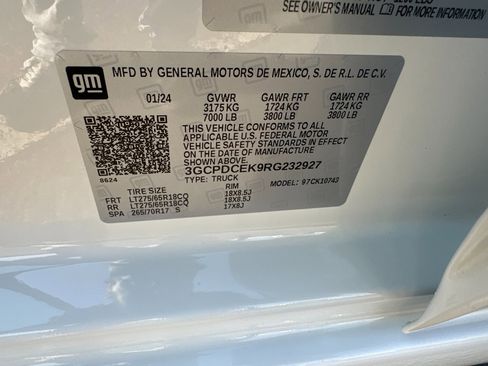 SEE OWNER'S MANUAL FOR MORE INFORMATION
gm
MFD BY GENERAL MOTORS DE MEXICO, S. DE R.L. DE C.V.
01/24 GVWR GAWR FRT GAWR RR
3175 KG 1724 KG 1724 KG
7000 LB 3800 LB 3800 LB
THIS VEHICLE CONFORMS TO ALL
APPLICABLE U.S. FEDERAL MOTOR
VEHICLE SAFETY STANDARDS IN EFFECT
ON THE DATE OF MANUFACTURE SHOWN ABOVE.
3GCPDCEK9RG232927
8624
TYPE: TRUCK MODEL: 97CK10743
TIRE SIZE RIM
FRT LT275/65R18CQ 18X8.5J
RR LT275/65R18CQ 18X8.5J
SPA 265/70R17 S 17X8J